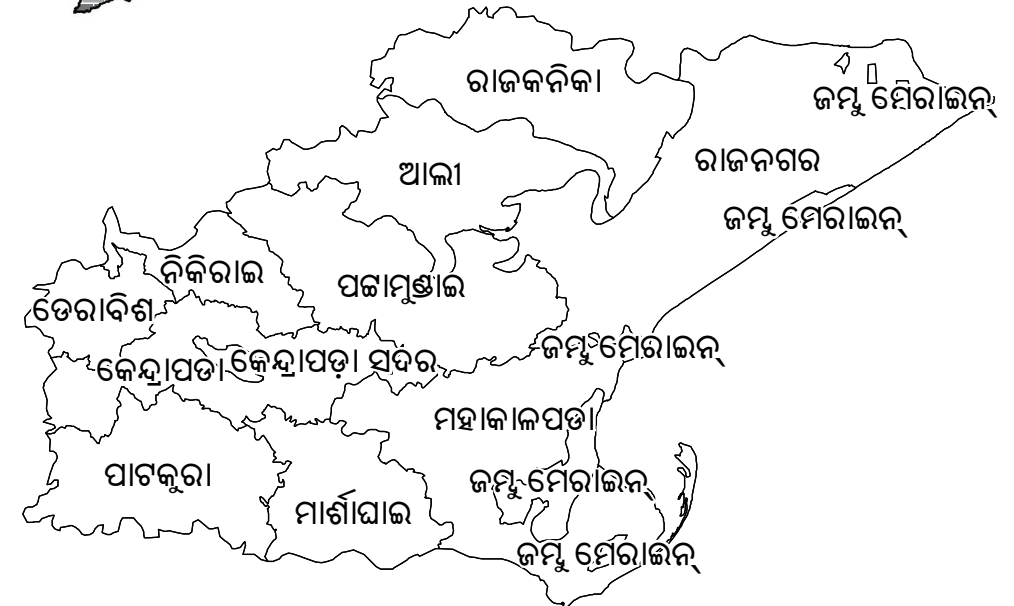 ରାଜକନିକା
ଜମ୍ବୁ ମେରାଇନ୍
ରାଜନଗର
ଆଲୀ
ଜମ୍ବୁ ମେରାଇନ୍
ନିକିରାଇ
ପଟ୍ଟାମୁଣ୍ଡାଇ
ଡେରାବିଶ
ଜମ୍ବୁ ମେରାଇନ୍
କେନ୍ଦ୍ରାପଡା
କେନ୍ଦ୍ରାପଡ଼ା ସଦର
ମହାକାଳପଡା
ପାଟକୁରା
ଜମ୍ବୁ ମେରାଇନ୍
ମାର୍ଶାଘାଇ
ଜମ୍ବୁ ମେରାଇନ୍